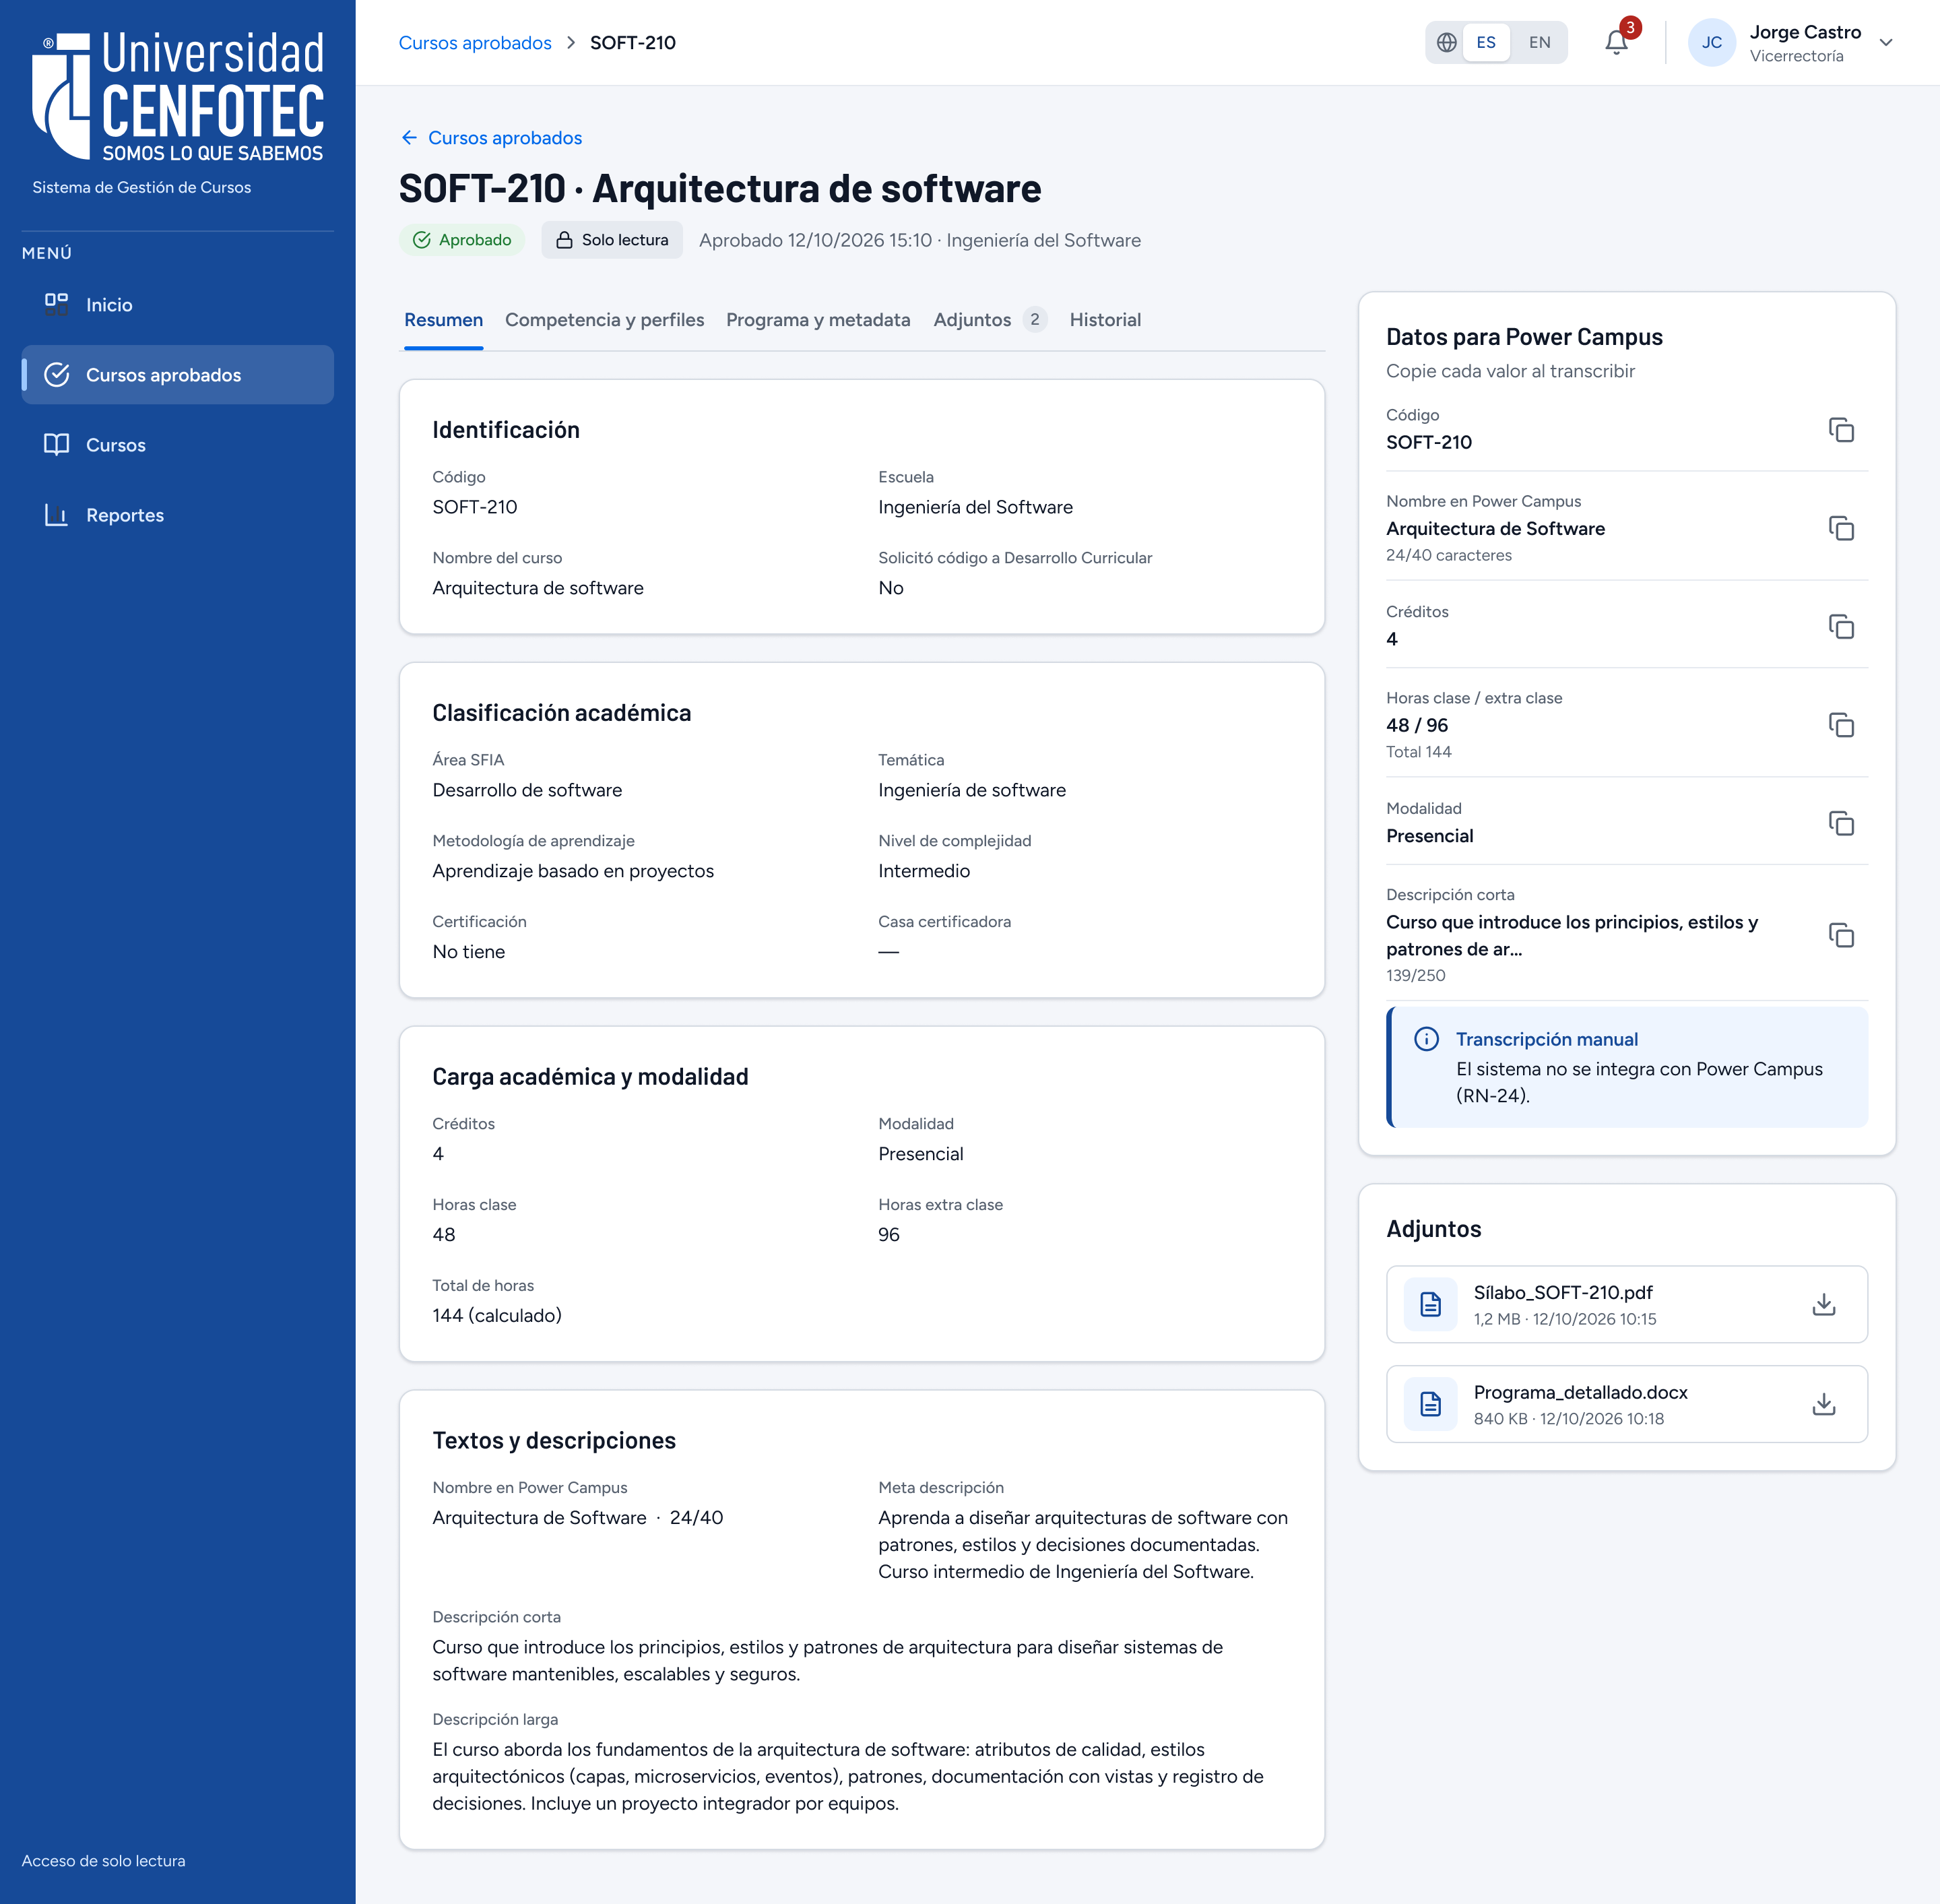 ® Universidad
CENFOTEC
SOMOS LO QUE SABEMOS
Sistema de Gestión de Cursos
MENÚ
Inicio
Cursos aprobados
Cursos
Reportes
Acceso de solo lectura
Cursos aprobados > SOFT-210
ES EN
3
JC
Jorge Castro
Vicerrectoría
← Cursos aprobados
SOFT-210 · Arquitectura de software
Aprobado
Solo lectura
Aprobado 12/10/2026 15:10 · Ingeniería del Software
Resumen Competencia y perfiles Programa y metadata Adjuntos 2 Historial
Identificación
Código
SOFT-210
Escuela
Ingeniería del Software
Nombre del curso
Arquitectura de software
Solicitó código a Desarrollo Curricular
No
Clasificación académica
Área SFIA
Desarrollo de software
Temática
Ingeniería de software
Metodología de aprendizaje
Aprendizaje basado en proyectos
Nivel de complejidad
Intermedio
Certificación
No tiene
Casa certificadora
—
Carga académica y modalidad
Créditos
4
Modalidad
Presencial
Horas clase
48
Horas extra clase
96
Total de horas
144 (calculado)
Textos y descripciones
Nombre en Power Campus
Arquitectura de Software · 24/40
Meta descripción
Aprenda a diseñar arquitecturas de software con
patrones, estilos y decisiones documentadas.
Curso intermedio de Ingeniería del Software.
Descripción corta
Curso que introduce los principios, estilos y patrones de arquitectura para diseñar sistemas de
software mantenibles, escalables y seguros.
Descripción larga
El curso aborda los fundamentos de la arquitectura de software: atributos de calidad, estilos
arquitectónicos (capas, microservicios, eventos), patrones, documentación con vistas y registro de
decisiones. Incluye un proyecto integrador por equipos.
Datos para Power Campus
Copie cada valor al transcribir
Código
SOFT-210
Nombre en Power Campus
Arquitectura de Software
24/40 caracteres
Créditos
4
Horas clase / extra clase
48 / 96
Total 144
Modalidad
Presencial
Descripción corta
Curso que introduce los principios, estilos y
patrones de ar...
139/250
Transcripción manual
El sistema no se integra con Power Campus
(RN-24).
Adjuntos
Sílabo_SOFT-210.pdf
1,2 MB · 12/10/2026 10:15
Programa_detallado.docx
840 KB · 12/10/2026 10:18